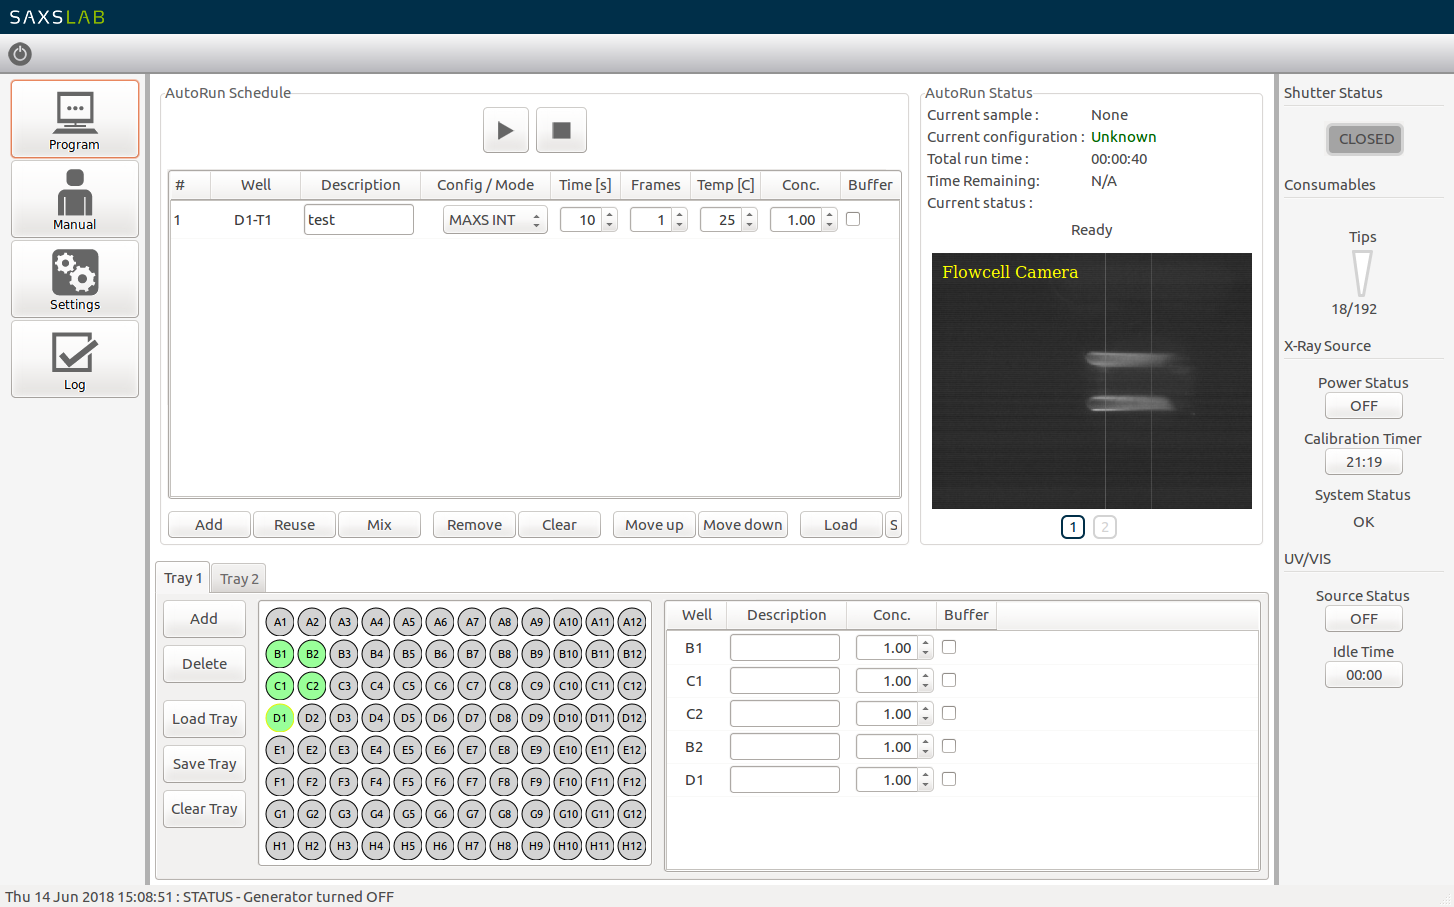 SAXSLAB
Program
Manual
Settings
Log
AutoRun Schedule
# Well Description Config / Mode Time [s] Frames Temp [C] Conc. Buffer
1 D1-T1 test MAXS INT 10 1 25 1.00
Add Reuse Mix Remove Clear Move up Move down Load S
AutoRun Status
Current sample : None
Current configuration : Unknown
Total run time : 00:00:40
Time Remaining: N/A
Current status :
Ready
Flowcell Camera
1 2
Shutter Status
CLOSED
Consumables
Tips
18/192
X-Ray Source
Power Status
OFF
Calibration Timer
21:19
System Status
OK
UV/VIS
Source Status
OFF
Idle Time
00:00
Tray 1 Tray 2
Add
Delete
Load Tray
Save Tray
Clear Tray
A1 A2 A3 A4 A5 A6 A7 A8 A9 A10 A11 A12
B1 B2 B3 B4 B5 B6 B7 B8 B9 B10 B11 B12
C1 C2 C3 C4 C5 C6 C7 C8 C9 C10 C11 C12
D1 D2 D3 D4 D5 D6 D7 D8 D9 D10 D11 D12
E1 E2 E3 E4 E5 E6 E7 E8 E9 E10 E11 E12
F1 F2 F3 F4 F5 F6 F7 F8 F9 F10 F11 F12
G1 G2 G3 G4 G5 G6 G7 G8 G9 G10 G11 G12
H1 H2 H3 H4 H5 H6 H7 H8 H9 H10 H11 H12
Well Description Conc. Buffer
B1 1.00
C1 1.00
C2 1.00
B2 1.00
D1 1.00
Thu 14 Jun 2018 15:08:51 : STATUS - Generator turned OFF